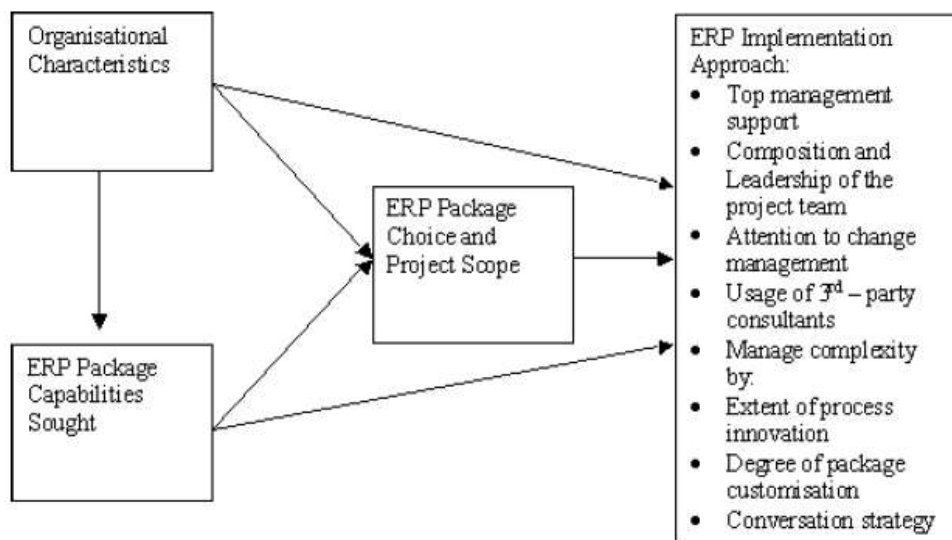 Organisational
Characteristics
ERP Package
Capabilities
Sought
ERP Package
Choice and
Project Scope
ERP Implementation
Approach:
• Top management
support
• Composition and
Leadership of the
project team
• Attention to change
management
• Usage of 3rd – party
consultants
• Manage complexity
by:
• Extent of process
innovation
• Degree of package
customisation
• Conversation strategy